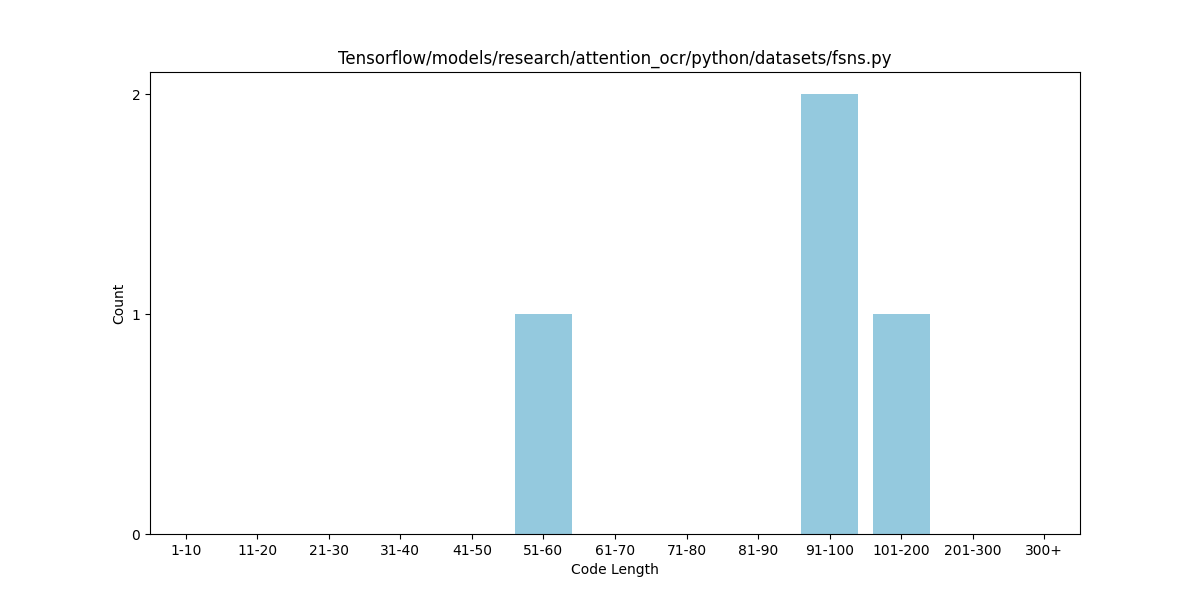 Tensorflow/models/research/attention_ocr/python/datasets/fsns.py
2
1
0
Count
1-10 11-20 21-30 31-40 41-50 51-60 61-70 71-80 81-90 91-100 101-200 201-300 300+
Code Length